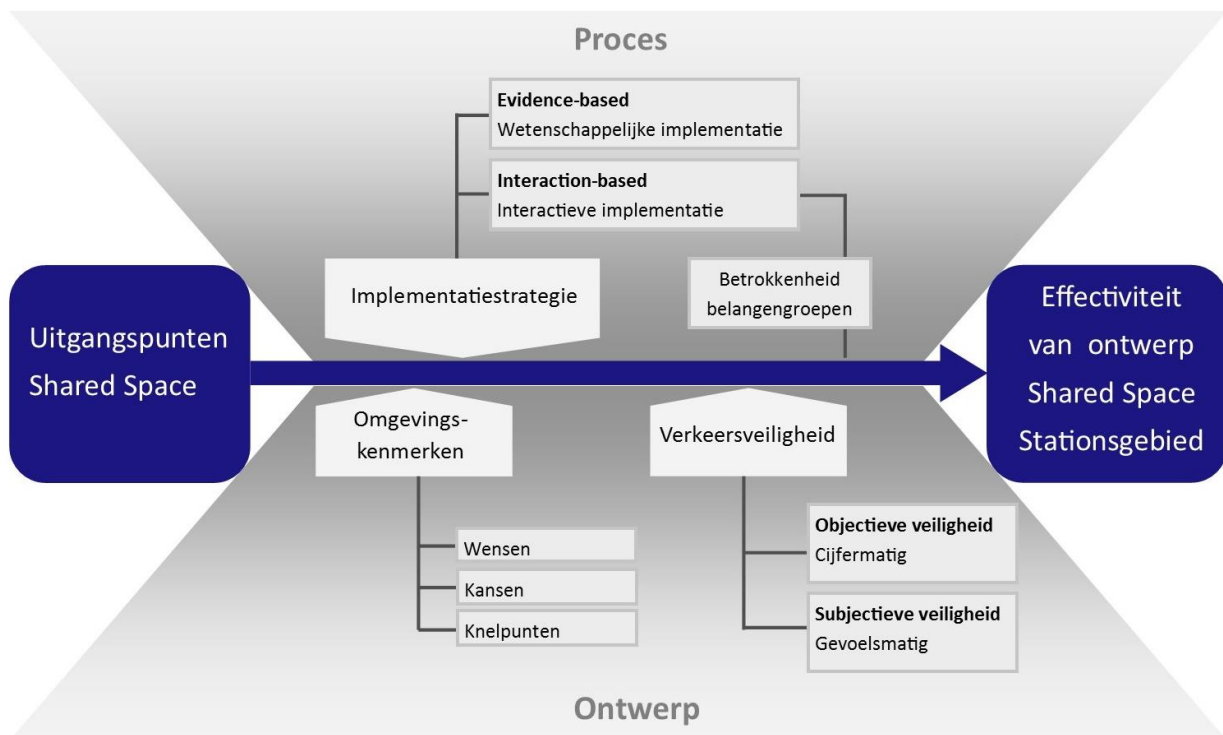 Proces
Evidence-based
Wetenschappelijke implementatie
Interaction-based
Interactieve implementatie
Implementatiestrategie
Betrokkenheid
belangengroepen
Uitgangspunten
Shared Space
Effectiviteit
van ontwerp
Shared Space
Stationsgebied
Omgevings-
kenmerken
Verkeersveiligheid
Wensen
Kansen
Knelpunten
Objectieve veiligheid
Cijfermatig
Subjectieve veiligheid
Gevoelsmatig
Ontwerp